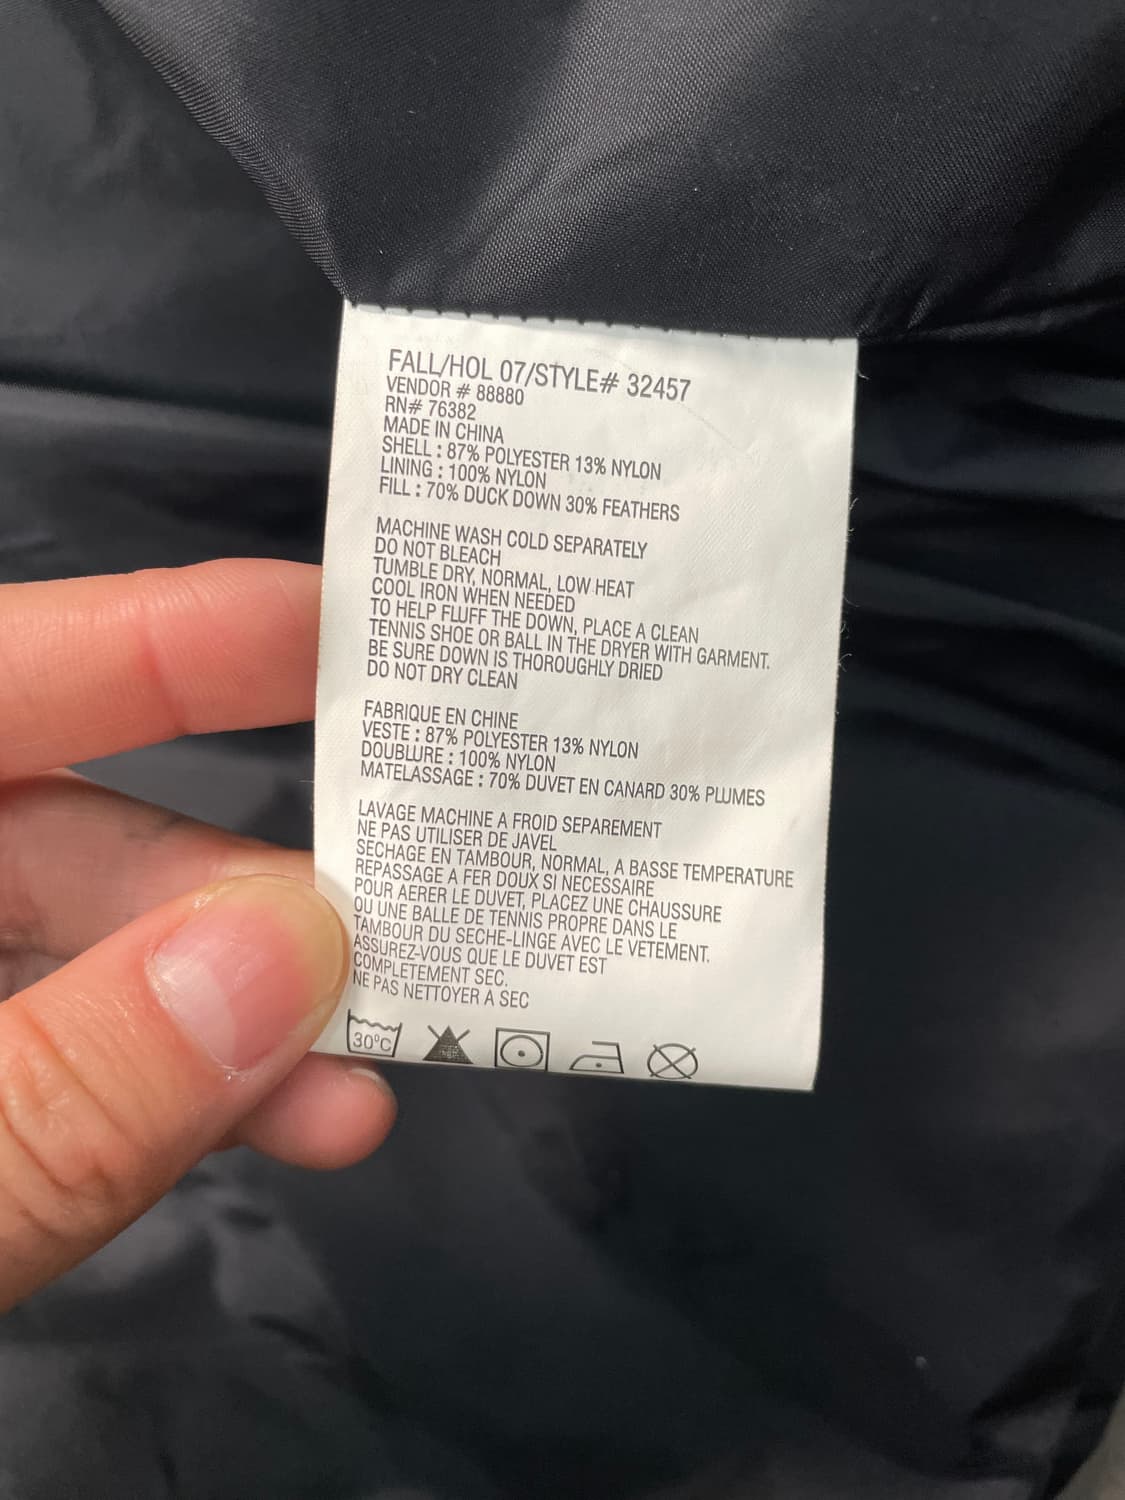 FALL/HOL 07/STYLE# 32457
VENDOR # 88880
RN# 76382
MADE IN CHINA
SHELL : 87% POLYESTER 13% NYLON
LINING : 100% NYLON
FILL : 70% DUCK DOWN 30% FEATHERS
MACHINE WASH COLD SEPARATELY
DO NOT BLEACH
TUMBLE DRY, NORMAL, LOW HEAT
COOL IRON WHEN NEEDED
TO HELP FLUFF THE DOWN, PLACE A CLEAN
TENNIS SHOE OR BALL IN THE DRYER WITH GARMENT.
BE SURE DOWN IS THOROUGHLY DRIED
DO NOT DRY CLEAN
FABRIQUE EN CHINE
VESTE : 87% POLYESTER 13% NYLON
DOUBLURE : 100% NYLON
MATELASSAGE : 70% DUVET EN CANARD 30% PLUMES
LAVAGE MACHINE A FROID SEPAREMENT
NE PAS UTILISER DE JAVEL
SECHAGE EN TAMBOUR, NORMAL, A BASSE TEMPERATURE
REPASSAGE A FER DOUX SI NECESSAIRE
POUR AERER LE DUVET, PLACEZ UNE CHAUSSURE
OU UNE BALLE DE TENNIS PROPRE DANS LE
TAMBOUR DU SECHE-LINGE AVEC LE VETEMENT.
ASSUREZ-VOUS QUE LE DUVET EST
COMPLETEMENT SEC.
NE PAS NETTOYER A SEC
30°C